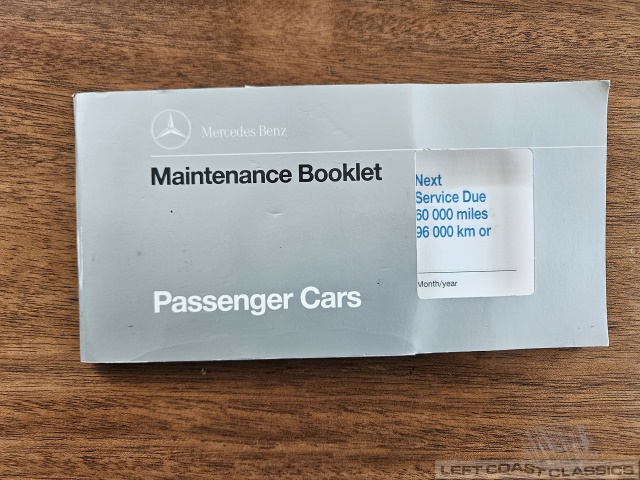 Mercedes-Benz
Maintenance Booklet
Next
Service Due
60 000 miles
96 000 km or
Month/year
Passenger Cars
LEFT COAST CLASSICS